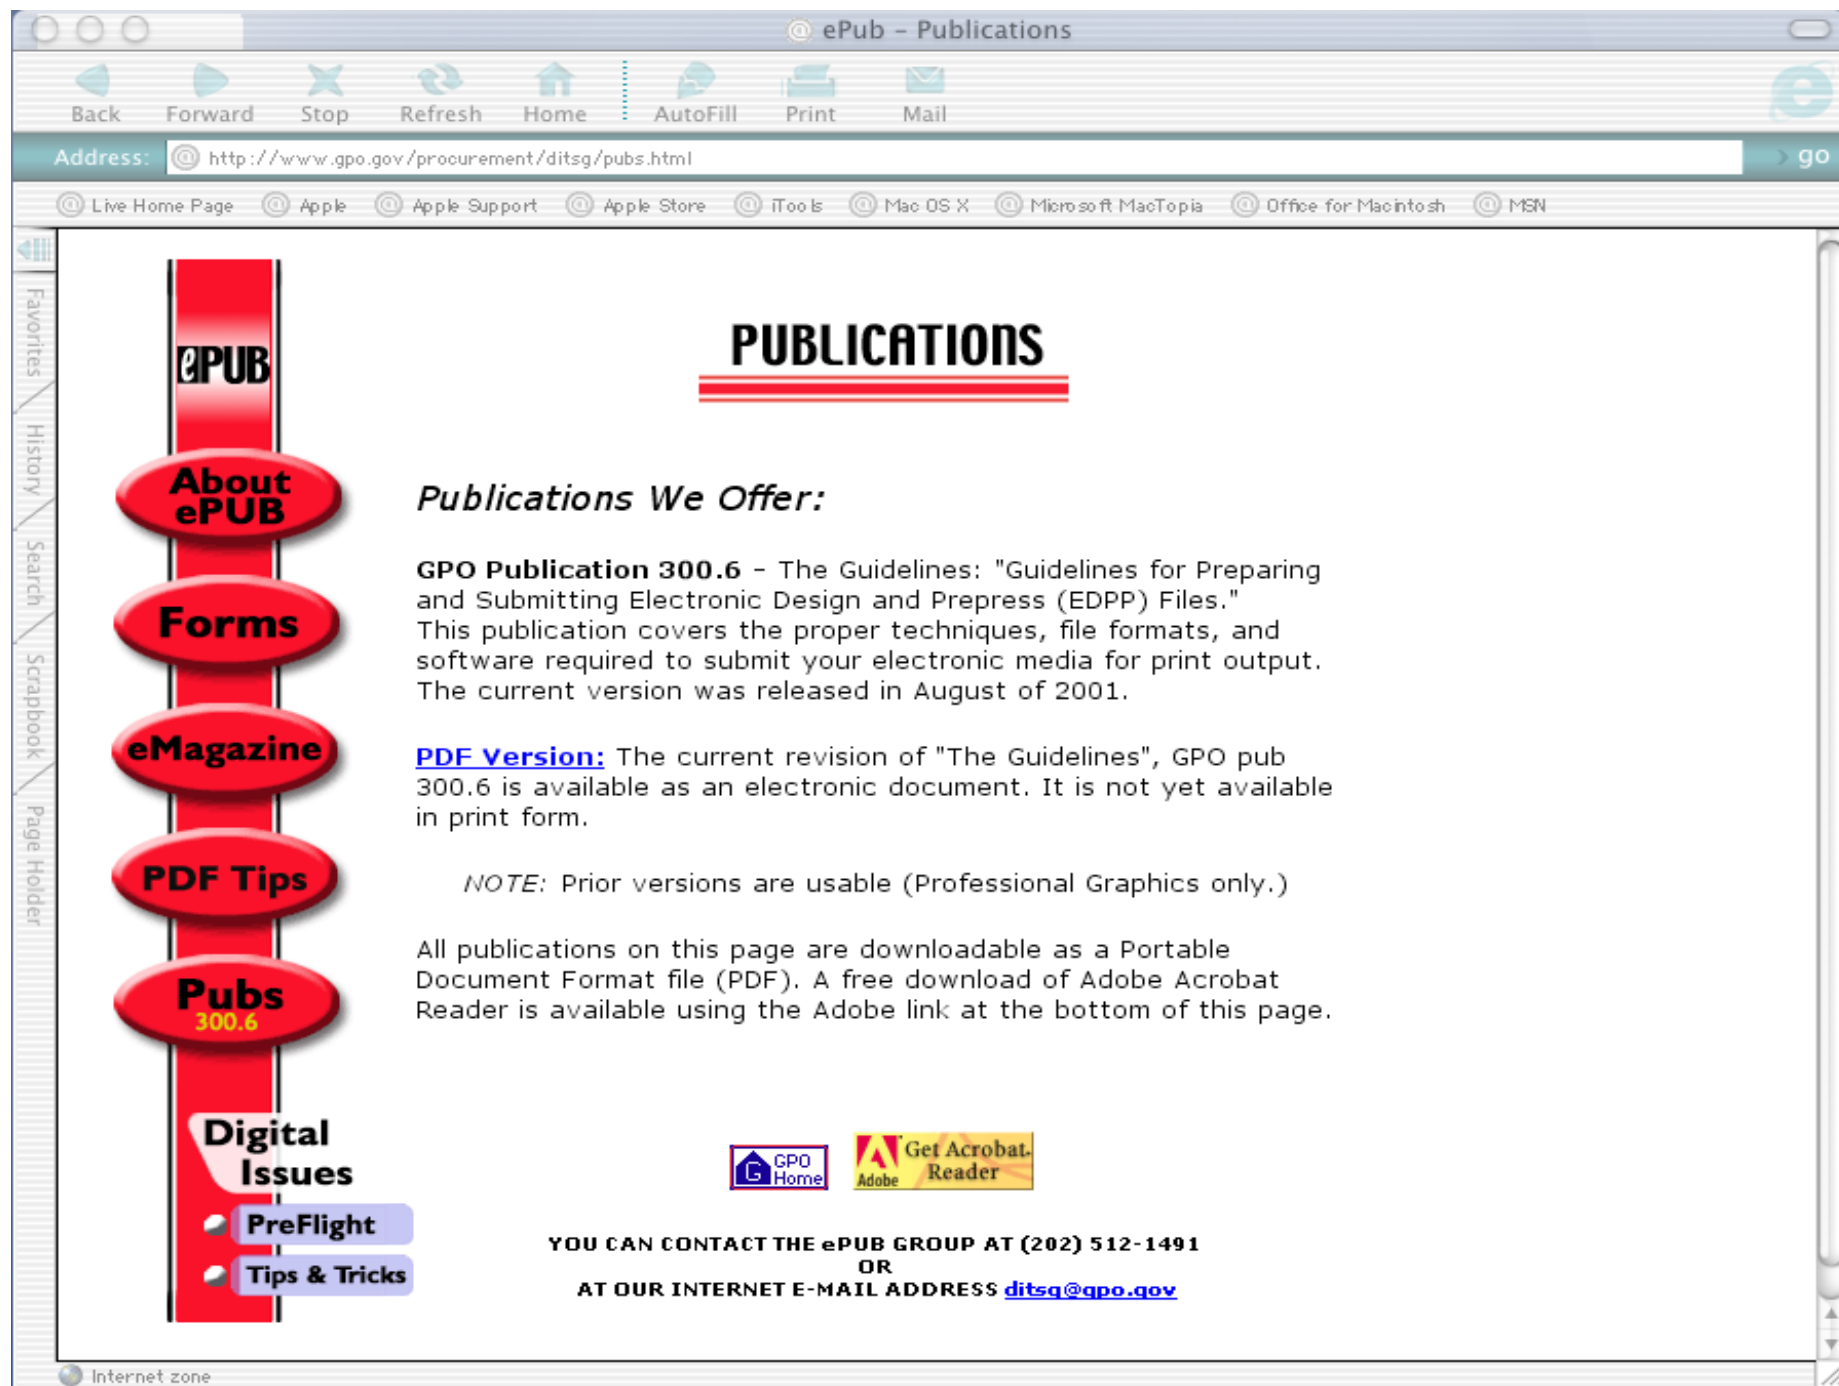 ePub – Publications
Back Forward Stop Refresh Home AutoFill Print Mail
Address: http://www.gpo.gov/procurement/ditsg/pubs.html go
Live Home Page Apple Apple Support Apple Store iTools Mac OS X Microsoft MacTopia Office for Macintosh MSN
Favorites
History
Search
Scrapbook
Page Holder
ePUB
About
ePUB
Forms
eMagazine
PDF Tips
Pubs
300.6
Digital
Issues
PreFlight
Tips & Tricks
PUBLICATIONS
Publications We Offer:
GPO Publication 300.6 – The Guidelines: "Guidelines for Preparing
and Submitting Electronic Design and Prepress (EDPP) Files."
This publication covers the proper techniques, file formats, and
software required to submit your electronic media for print output.
The current version was released in August of 2001.
PDF Version: The current revision of "The Guidelines", GPO pub
300.6 is available as an electronic document. It is not yet available
in print form.
NOTE: Prior versions are usable (Professional Graphics only.)
All publications on this page are downloadable as a Portable
Document Format file (PDF). A free download of Adobe Acrobat
Reader is available using the Adobe link at the bottom of this page.
G GPO
Home
Adobe Get Acrobat
Reader
YOU CAN CONTACT THE ePUB GROUP AT (202) 512-1491
OR
AT OUR INTERNET E-MAIL ADDRESS ditsg@gpo.gov
Internet zone